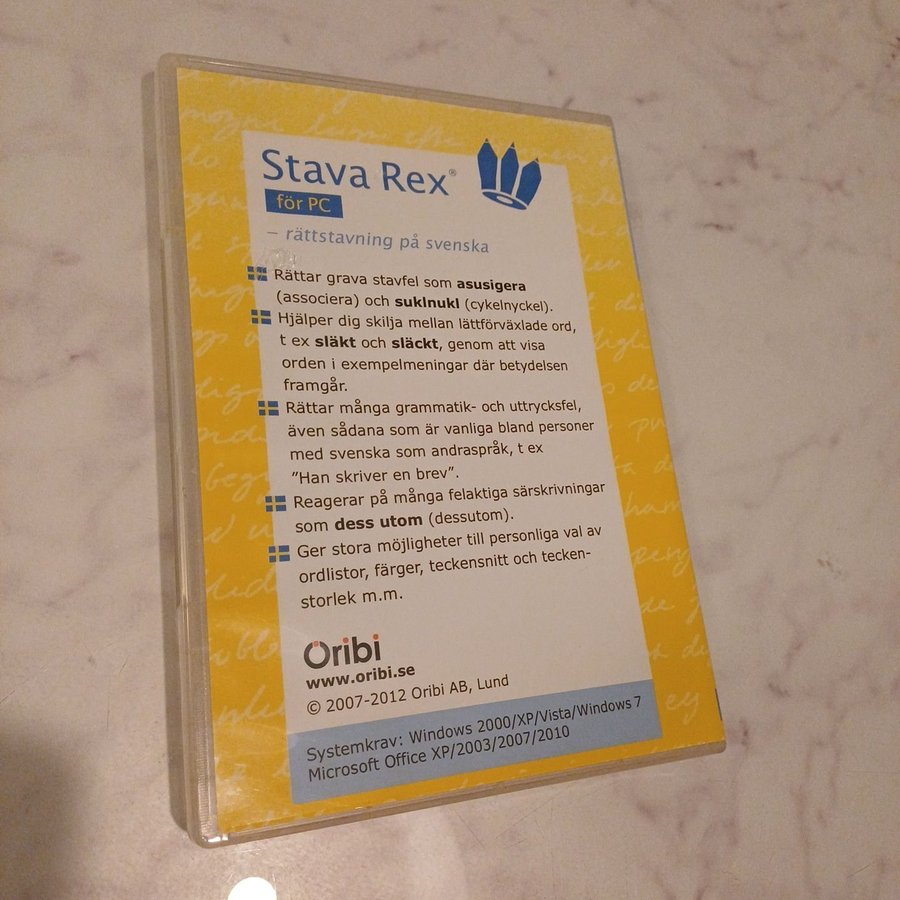 Stava Rex®
för PC
– rättstavning på svenska
Rättar grava stavfel som asusigera
(associera) och suklnukl (cykelnyckel).
Hjälper dig skilja mellan lättförväxlade ord,
t ex släkt och släckt, genom att visa
orden i exempelmeningar där betydelsen
framgår.
Rättar många grammatik- och uttrycksfel,
även sådana som är vanliga bland personer
med svenska som andraspråk, t ex
”Han skriver en brev”.
Reagerar på många felaktiga särskrivningar
som dess utom (dessutom).
Ger stora möjligheter till personliga val av
ordlistor, färger, teckensnitt och tecken-
storlek m.m.
Oribi
www.oribi.se
© 2007-2012 Oribi AB, Lund
Systemkrav: Windows 2000/XP/Vista/Windows 7
Microsoft Office XP/2003/2007/2010